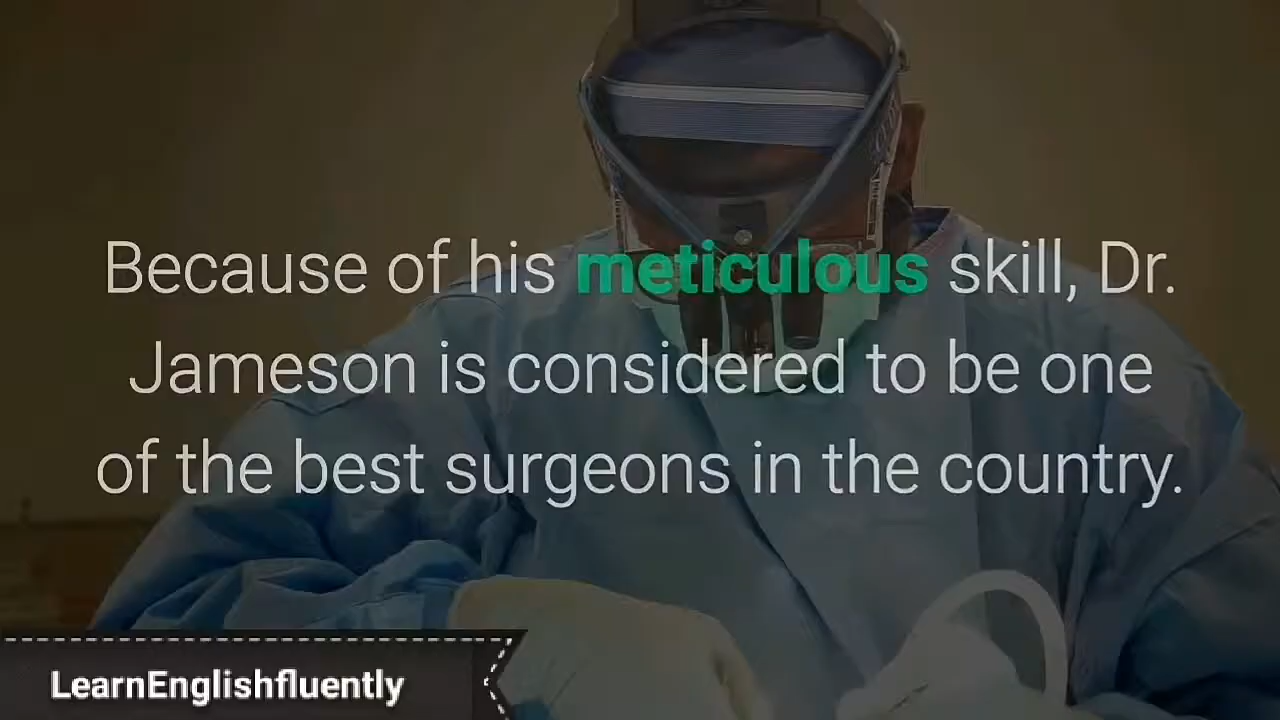 Because of his meticulous skill, Dr.
Jameson is considered to be one
of the best surgeons in the country.
LearnEnglishfluently